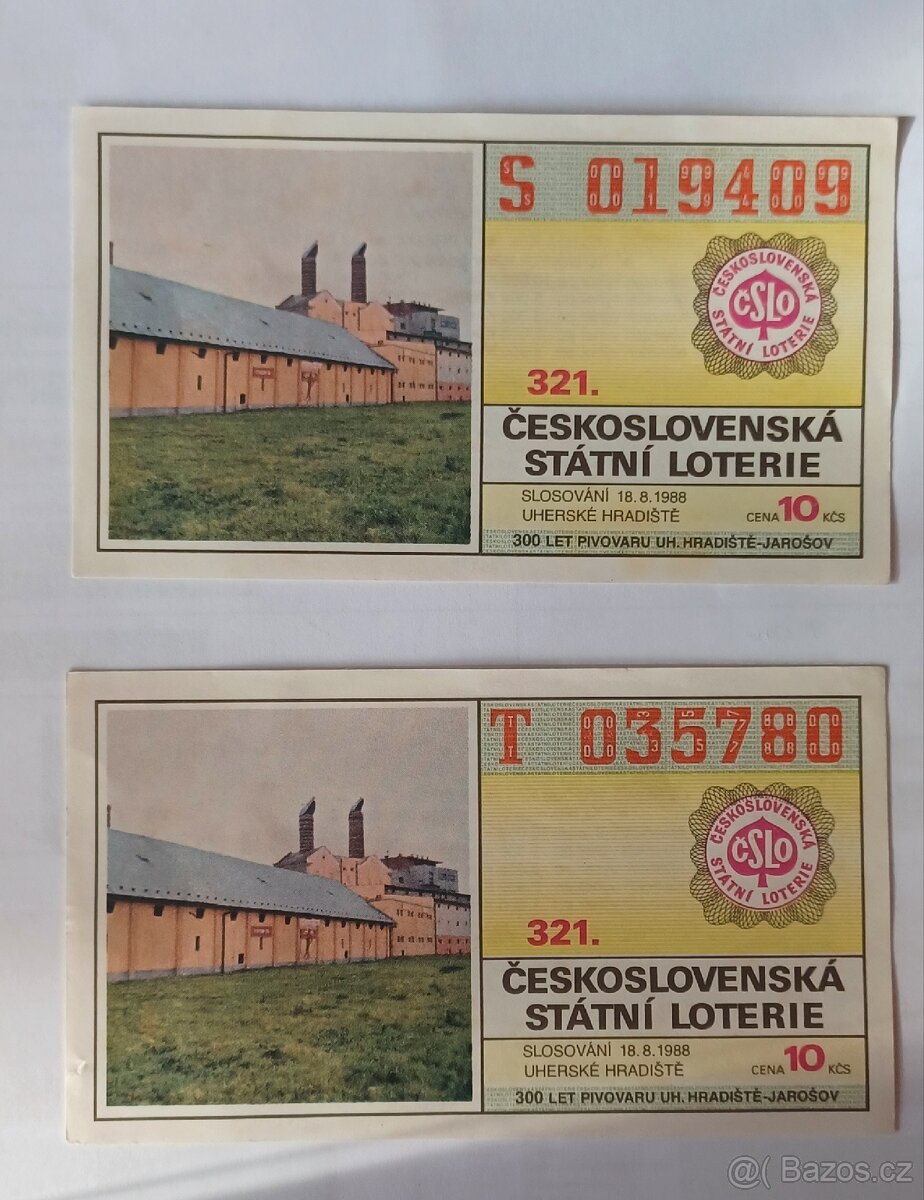 S 019409
ČESKOSLOVENSKÁ
ČSLO
STÁTNÍ LOTERIE
321.
ČESKOSLOVENSKÁ
STÁTNÍ LOTERIE
SLOSOVÁNÍ 18.8.1988
UHERSKÉ HRADIŠTĚ
CENA 10 KČS
300 LET PIVOVARU UH. HRADIŠTĚ-JAROŠOV
T 035780
ČESKOSLOVENSKÁ
ČSLO
STÁTNÍ LOTERIE
321.
ČESKOSLOVENSKÁ
STÁTNÍ LOTERIE
SLOSOVÁNÍ 18.8.1988
UHERSKÉ HRADIŠTĚ
CENA 10 KČS
300 LET PIVOVARU UH. HRADIŠTĚ-JAROŠOV
@( Bazos.cz